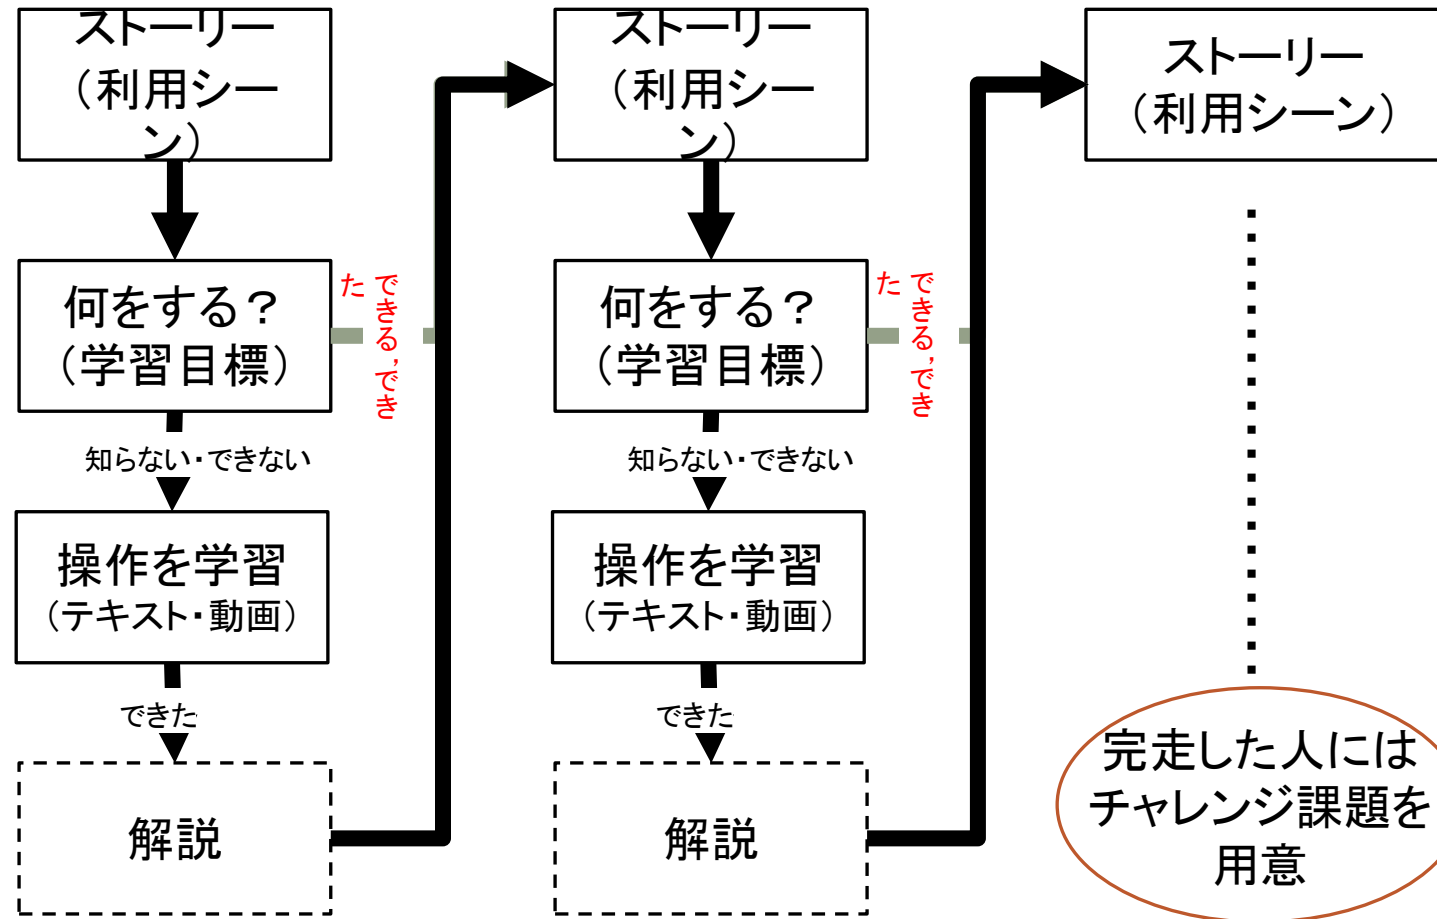 ストーリー
（利用シー
ン）
何をする？
（学習目標）
できる，でき
た
知らない・できない
操作を学習
（テキスト・動画）
できた
解説
ストーリー
（利用シー
ン）
何をする？
（学習目標）
できる，でき
た
知らない・できない
操作を学習
（テキスト・動画）
できた
解説
ストーリー
（利用シーン）
完走した人には
チャレンジ課題を
用意